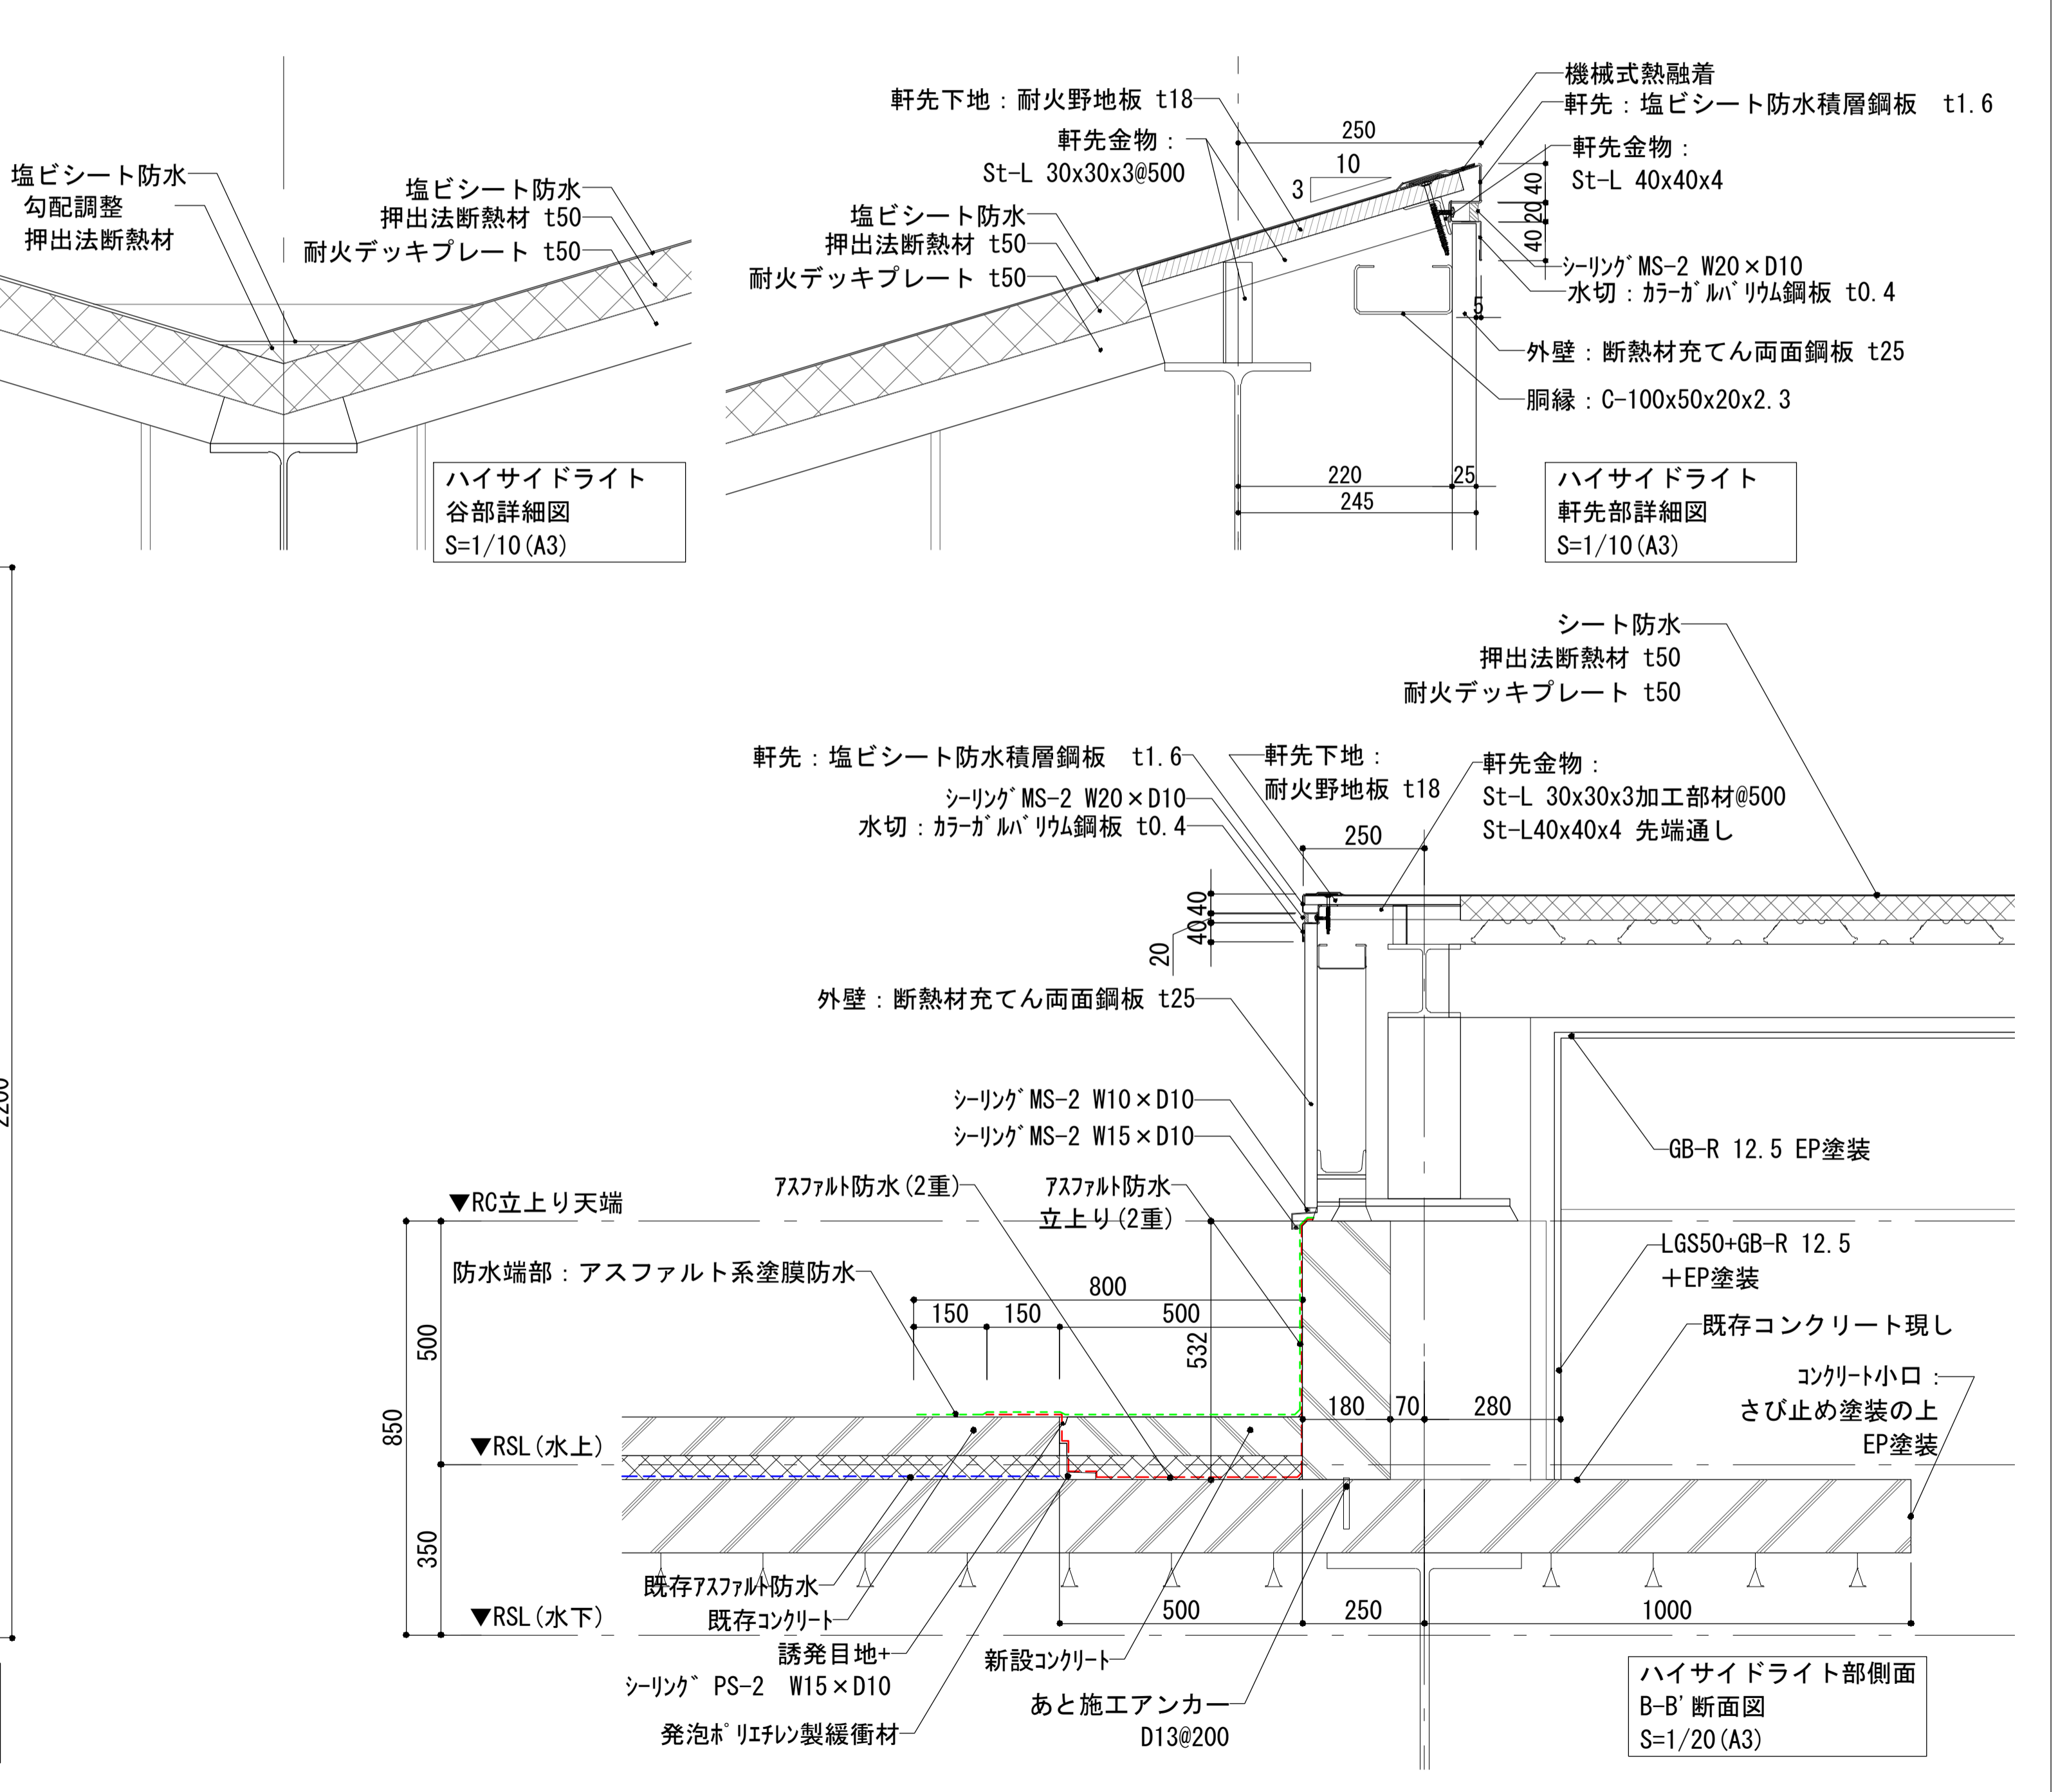 塩ビシート防水
勾配調整
押出法断熱材
塩ビシート防水
押出法断熱材 t50
耐火デッキプレート t50
ハイサイドライト
谷部詳細図
S=1/10(A3)
軒先下地：耐火野地板 t18
軒先金物：
St-L 30x30x3@500
塩ビシート防水
押出法断熱材 t50
耐火デッキプレート t50
250
10
3
機械式熱融着
軒先：塩ビシート防水積層鋼板 t1.6
軒先金物：
St-L 40x40x4
40
20
40
シーリングMS-2 W20×D10
水切：カラーガルバリウム鋼板 t0.4
5
外壁：断熱材充てん両面鋼板 t25
胴縁：C-100x50x20x2.3
220
25
245
ハイサイドライト
軒先部詳細図
S=1/10(A3)
シート防水
押出法断熱材 t50
耐火デッキプレート t50
軒先：塩ビシート防水積層鋼板 t1.6
シーリングMS-2 W20×D10
水切：カラーガルバリウム鋼板 t0.4
軒先下地：
耐火野地板 t18
軒先金物：
St-L 30x30x3加工部材@500
St-L40x40x4 先端通し
250
40
40
20
外壁：断熱材充てん両面鋼板 t25
シーリングMS-2 W10×D10
シーリングMS-2 W15×D10
アスファルト防水(2重)
アスファルト防水
立上り(2重)
GB-R 12.5 EP塗装
▼RC立上り天端
防水端部：アスファルト系塗膜防水
800
150
150
500
532
500
850
350
LGS50+GB-R 12.5
＋EP塗装
既存コンクリート現し
コンクリート小口：
さび止め塗装の上
EP塗装
180
70
280
▼RSL(水上)
▼RSL(水下)
既存アスファルト防水
既存コンクリート
誘発目地+
シーリング PS-2 W15×D10
発泡ポリエチレン製緩衝材
新設コンクリート
あと施工アンカー
D13@200
500
250
1000
ハイサイドライト部側面
B-B'断面図
S=1/20(A3)